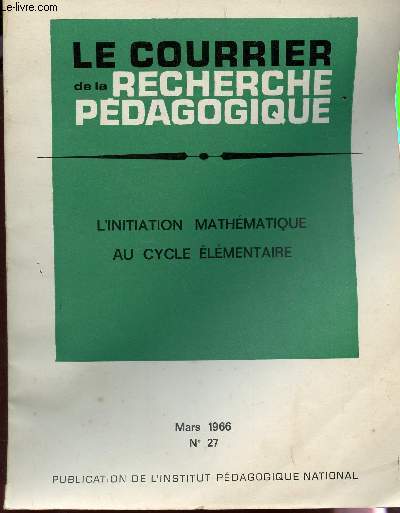 Le-livre.com
LE COURRIER
de la RECHERCHE
PÉDAGOGIQUE
L'INITIATION MATHÉMATIQUE
AU CYCLE ÉLÉMENTAIRE
Mars 1966
N° 27
PUBLICATION DE L'INSTITUT PÉDAGOGIQUE NATIONAL